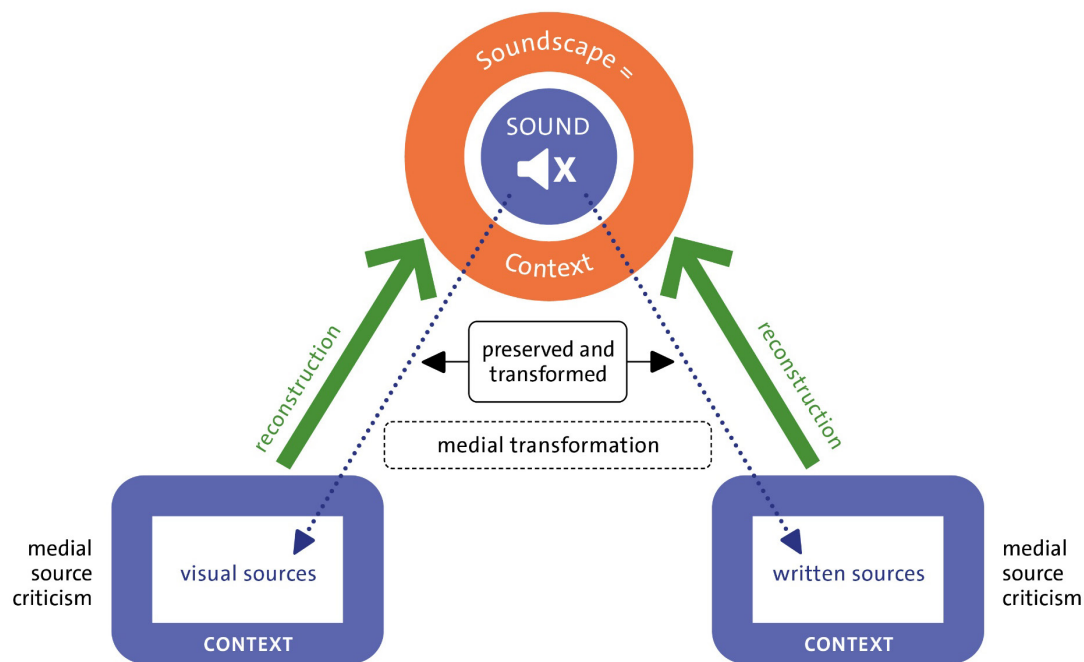 Soundscape =
SOUND
X
Context
reconstruction
preserved and
transformed
reconstruction
medial transformation
medial
source
criticism
visual sources
CONTEXT
written sources
CONTEXT
medial
source
criticism